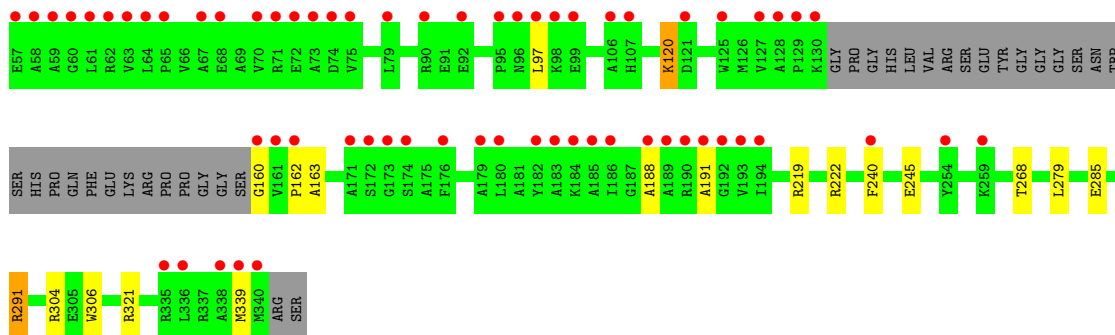 E57 A58 A59 G60 L61 R62 V63 L64 P65 V66 A67 E68 A69 V70 R71 E72 A73 D74 V75 L79 R90 E91 E92 P95 N96 L97 K98 E99 A106 H107 K120 D121 W125 M126 V127 A128 P129 K130 GLY PRO GLY HIS LEU VAL ARG SER GLU TYR GLY GLY GLY SER ASN TRP
SER HIS PRO GLN PHE GLU LYS ARG PRO PRO GLY GLY SER G160 V161 P162 A163 A171 S172 G173 S174 A175 F176 A179 L180 A181 Y182 A183 K184 A185 I186 G187 A188 A189 R190 A191 G192 V193 I194 R219 R222 F240 E245 Y254 K259 T268 L279 E285
R291 R304 E305 W306 R321 R335 L336 R337 A338 M339 M340 ARG SER